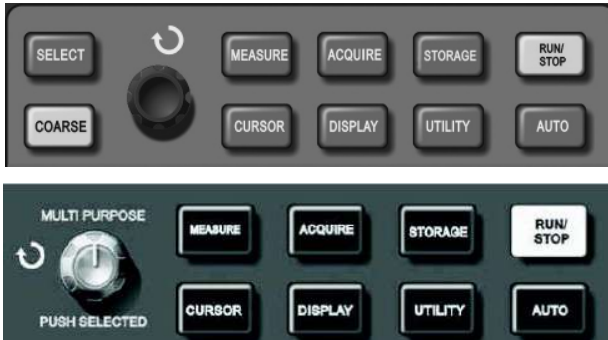 SELECT
MEASURE
ACQUIRE
STORAGE
RUN/
STOP
COARSE
CURSOR
DISPLAY
UTILITY
AUTO
MULTI PURPOSE
MEASURE
ACQUIRE
STORAGE
RUN/
STOP
PUSH SELECTED
CURSOR
DISPLAY
UTILITY
AUTO